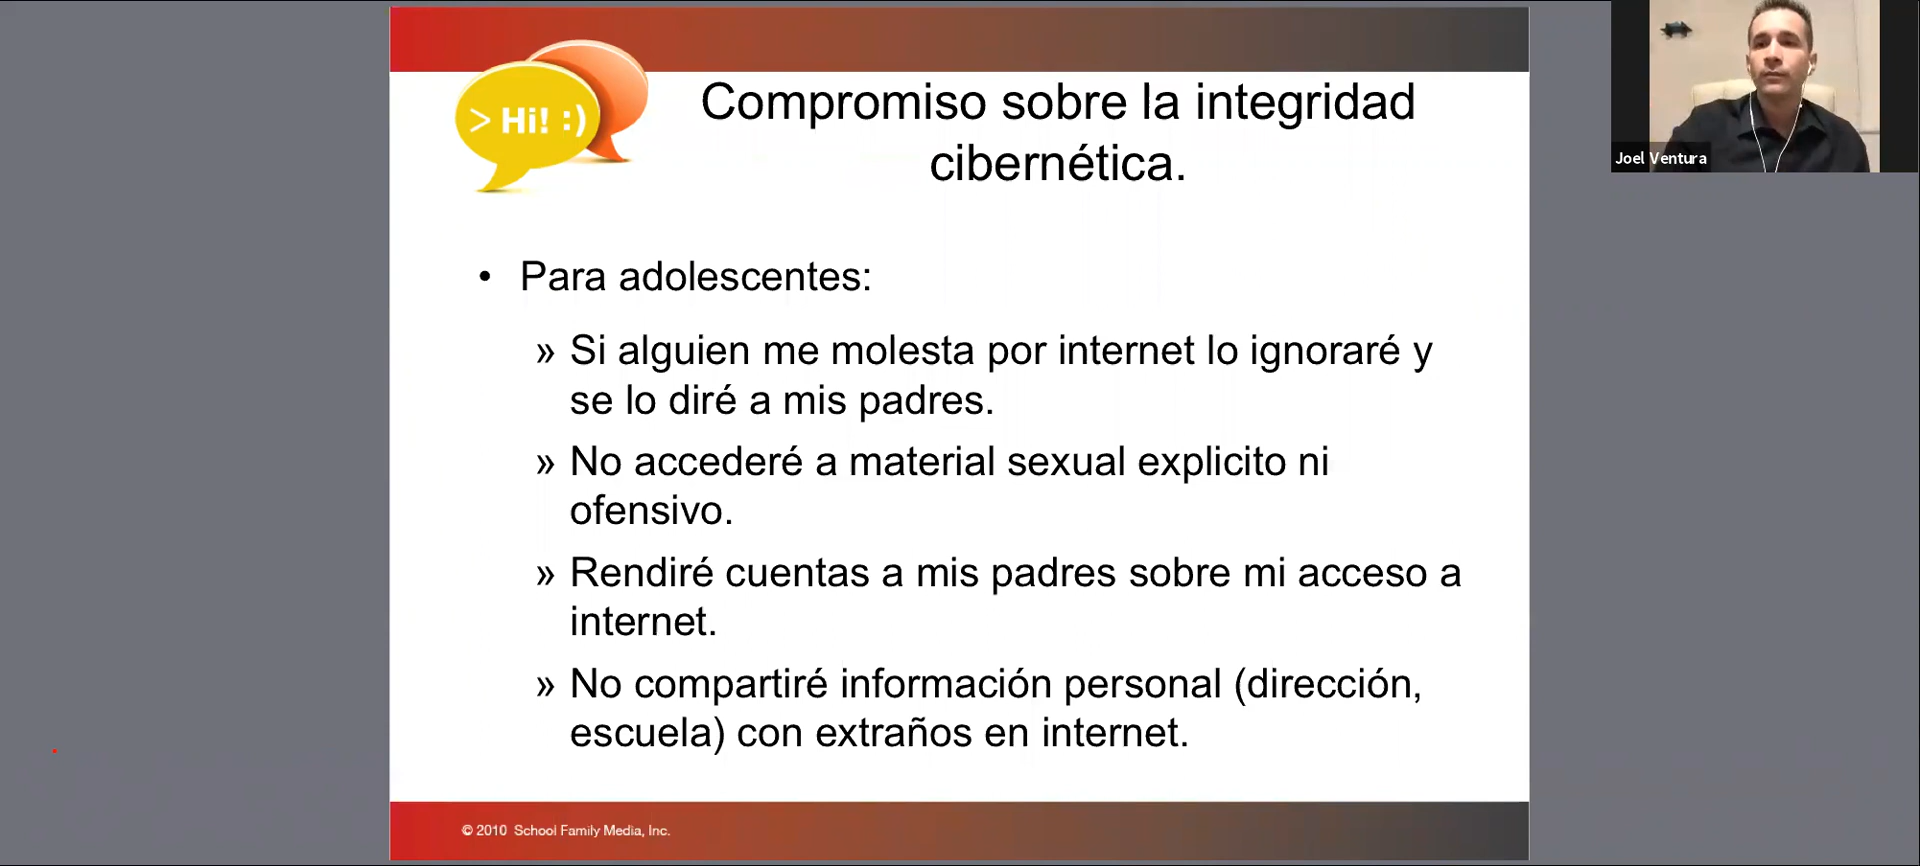 > Hi! :)
Compromiso sobre la integridad
cibernética.
Joel Ventura
• Para adolescentes:
» Si alguien me molesta por internet lo ignoraré y
se lo diré a mis padres.
» No accederé a material sexual explicito ni
ofensivo.
» Rendiré cuentas a mis padres sobre mi acceso a
internet.
» No compartiré información personal (dirección,
escuela) con extraños en internet.
© 2010 School Family Media, Inc.